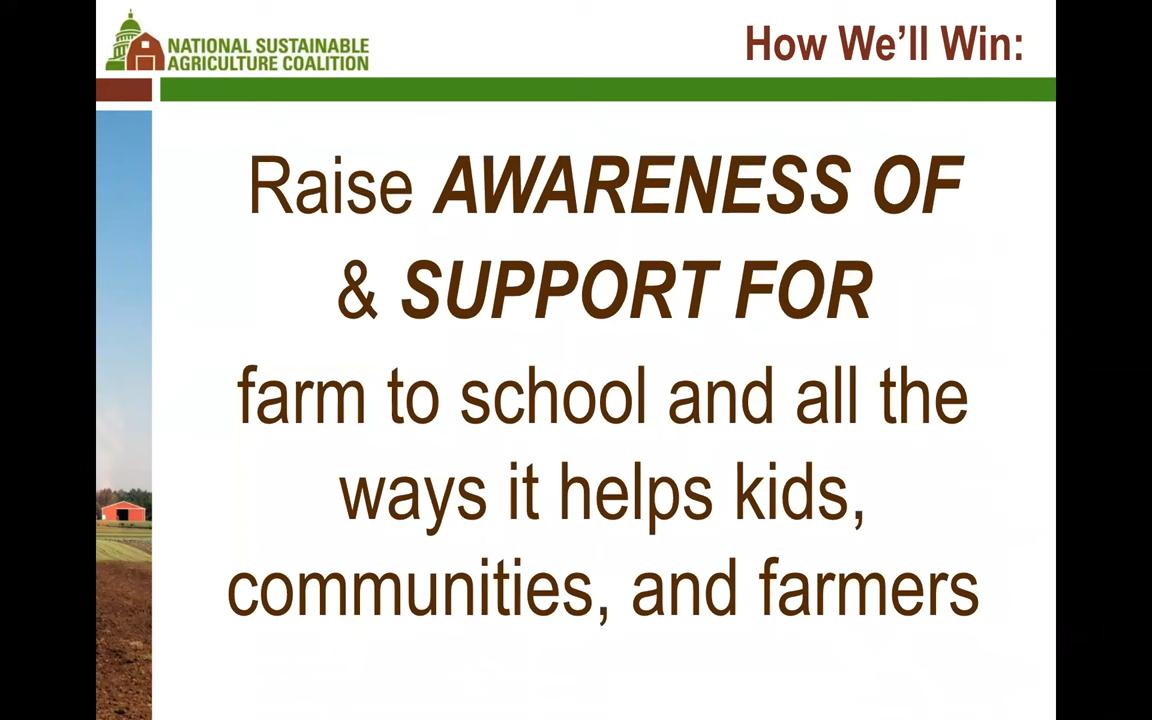 NATIONAL SUSTAINABLE
AGRICULTURE COALITION
How We’ll Win:
Raise AWARENESS OF
& SUPPORT FOR
farm to school and all the
ways it helps kids,
communities, and farmers